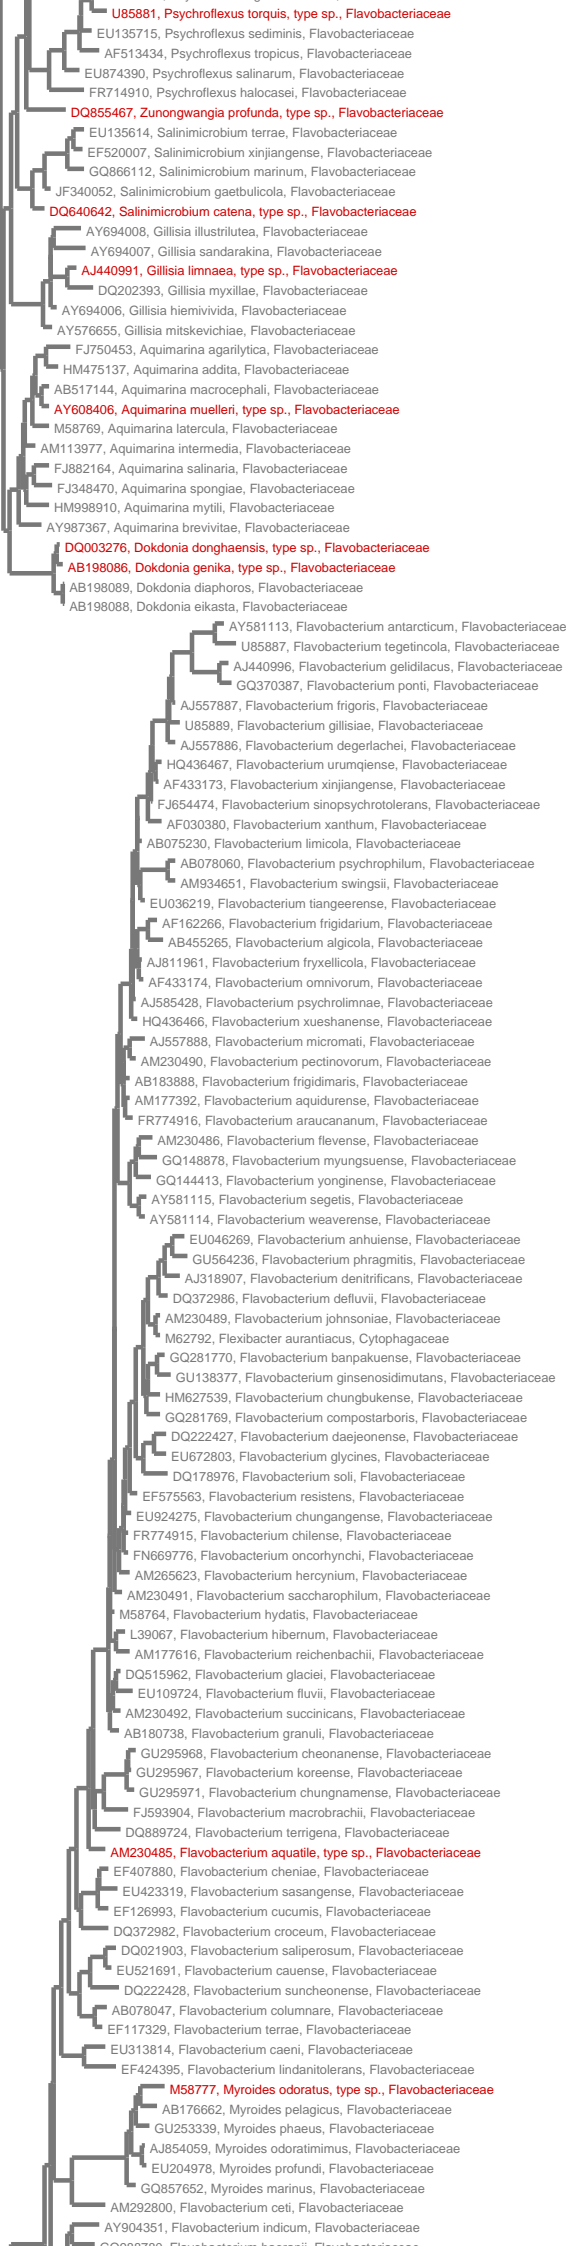 U85881, Psychroflexus torquis, type sp., Flavobacteriaceae
EU135715, Psychroflexus sediminis, Flavobacteriaceae
AF513434, Psychroflexus tropicus, Flavobacteriaceae
EU874390, Psychroflexus salinarum, Flavobacteriaceae
FR714910, Psychroflexus halocasei, Flavobacteriaceae
DQ855467, Zunongwangia profunda, type sp., Flavobacteriaceae
EU135614, Salinimicrobium terrae, Flavobacteriaceae
EF520007, Salinimicrobium xinjiangense, Flavobacteriaceae
GQ866112, Salinimicrobium marinum, Flavobacteriaceae
JF340052, Salinimicrobium gaetbulicola, Flavobacteriaceae
DQ640642, Salinimicrobium catena, type sp., Flavobacteriaceae
AY694008, Gillisia illustrilutea, Flavobacteriaceae
AY694007, Gillisia sandarakina, Flavobacteriaceae
AJ440991, Gillisia limnaea, type sp., Flavobacteriaceae
DQ202393, Gillisia myxillae, Flavobacteriaceae
AY694006, Gillisia hiemivivida, Flavobacteriaceae
AY576655, Gillisia mitskevichiae, Flavobacteriaceae
FJ750453, Aquimarina agarilytica, Flavobacteriaceae
HM475137, Aquimarina addita, Flavobacteriaceae
AB517144, Aquimarina macrocephali, Flavobacteriaceae
AY608406, Aquimarina muelleri, type sp., Flavobacteriaceae
M58769, Aquimarina latercula, Flavobacteriaceae
AM113977, Aquimarina intermedia, Flavobacteriaceae
FJ882164, Aquimarina salinaria, Flavobacteriaceae
FJ348470, Aquimarina spongiae, Flavobacteriaceae
HM998910, Aquimarina mytili, Flavobacteriaceae
AY987367, Aquimarina brevivitae, Flavobacteriaceae
DQ003276, Dokdonia donghaensis, type sp., Flavobacteriaceae
AB198086, Dokdonia genika, type sp., Flavobacteriaceae
AB198089, Dokdonia diaphoros, Flavobacteriaceae
AB198088, Dokdonia eikasta, Flavobacteriaceae
AY581113, Flavobacterium antarcticum, Flavobacteriaceae
U85887, Flavobacterium tegetincola, Flavobacteriaceae
AJ440996, Flavobacterium gelidilacus, Flavobacteriaceae
GQ370387, Flavobacterium ponti, Flavobacteriaceae
AJ557887, Flavobacterium frigoris, Flavobacteriaceae
U85889, Flavobacterium gillisiae, Flavobacteriaceae
AJ557886, Flavobacterium degerlachei, Flavobacteriaceae
HQ436467, Flavobacterium urumqiense, Flavobacteriaceae
AF433173, Flavobacterium xinjiangense, Flavobacteriaceae
FJ654474, Flavobacterium sinopsychrotolerans, Flavobacteriaceae
AF030380, Flavobacterium xanthum, Flavobacteriaceae
AB075230, Flavobacterium limicola, Flavobacteriaceae
AB078060, Flavobacterium psychrophilum, Flavobacteriaceae
AM934651, Flavobacterium swingsii, Flavobacteriaceae
EU036219, Flavobacterium tiangeerense, Flavobacteriaceae
AF162266, Flavobacterium frigidarium, Flavobacteriaceae
AB455265, Flavobacterium algicola, Flavobacteriaceae
AJ811961, Flavobacterium fryxellicola, Flavobacteriaceae
AF433174, Flavobacterium omnivorum, Flavobacteriaceae
AJ585428, Flavobacterium psychrolimnae, Flavobacteriaceae
HQ436466, Flavobacterium xueshanense, Flavobacteriaceae
AJ557888, Flavobacterium micromati, Flavobacteriaceae
AM230490, Flavobacterium pectinovorum, Flavobacteriaceae
AB183888, Flavobacterium frigidimaris, Flavobacteriaceae
AM177392, Flavobacterium aquidurense, Flavobacteriaceae
FR774916, Flavobacterium araucananum, Flavobacteriaceae
AM230486, Flavobacterium flevense, Flavobacteriaceae
GQ148878, Flavobacterium myungsuense, Flavobacteriaceae
GQ144413, Flavobacterium yonginense, Flavobacteriaceae
AY581115, Flavobacterium segetis, Flavobacteriaceae
AY581114, Flavobacterium weaverense, Flavobacteriaceae
EU046269, Flavobacterium anhuiense, Flavobacteriaceae
GU564236, Flavobacterium phragmitis, Flavobacteriaceae
AJ318907, Flavobacterium denitrificans, Flavobacteriaceae
DQ372986, Flavobacterium defluvii, Flavobacteriaceae
AM230489, Flavobacterium johnsoniae, Flavobacteriaceae
M62792, Flexibacter aurantiacus, Cytophagaceae
GQ281770, Flavobacterium banpakuense, Flavobacteriaceae
GU138377, Flavobacterium ginsenosidimutans, Flavobacteriaceae
HM627539, Flavobacterium chungbukense, Flavobacteriaceae
GQ281769, Flavobacterium compostarboris, Flavobacteriaceae
DQ222427, Flavobacterium daejeonense, Flavobacteriaceae
EU672803, Flavobacterium glycines, Flavobacteriaceae
DQ178976, Flavobacterium soli, Flavobacteriaceae
EF575563, Flavobacterium resistens, Flavobacteriaceae
EU924275, Flavobacterium chungangense, Flavobacteriaceae
FR774915, Flavobacterium chilense, Flavobacteriaceae
FN669776, Flavobacterium oncorhynchi, Flavobacteriaceae
AM265623, Flavobacterium hercynium, Flavobacteriaceae
AM230491, Flavobacterium saccharophilum, Flavobacteriaceae
M58764, Flavobacterium hydatis, Flavobacteriaceae
L39067, Flavobacterium hibernum, Flavobacteriaceae
AM177616, Flavobacterium reichenbachii, Flavobacteriaceae
DQ515962, Flavobacterium glaciei, Flavobacteriaceae
EU109724, Flavobacterium fluvii, Flavobacteriaceae
AM230492, Flavobacterium succinicans, Flavobacteriaceae
AB180738, Flavobacterium granuli, Flavobacteriaceae
GU295968, Flavobacterium cheonanense, Flavobacteriaceae
GU295967, Flavobacterium koreense, Flavobacteriaceae
GU295971, Flavobacterium chungnamense, Flavobacteriaceae
FJ593904, Flavobacterium macrobrachii, Flavobacteriaceae
DQ889724, Flavobacterium terrigena, Flavobacteriaceae
AM230485, Flavobacterium aquatile, type sp., Flavobacteriaceae
EF407880, Flavobacterium cheniae, Flavobacteriaceae
EU423319, Flavobacterium sasangense, Flavobacteriaceae
EF126993, Flavobacterium cucumis, Flavobacteriaceae
DQ372982, Flavobacterium croceum, Flavobacteriaceae
DQ021903, Flavobacterium saliperosum, Flavobacteriaceae
EU521691, Flavobacterium cauense, Flavobacteriaceae
DQ222428, Flavobacterium suncheonense, Flavobacteriaceae
AB078047, Flavobacterium columnare, Flavobacteriaceae
EF117329, Flavobacterium terrae, Flavobacteriaceae
EU313814, Flavobacterium caeni, Flavobacteriaceae
EF424395, Flavobacterium lindanitolerans, Flavobacteriaceae
M58777, Myroides odoratus, type sp., Flavobacteriaceae
AB176662, Myroides pelagicus, Flavobacteriaceae
GU253339, Myroides phaeus, Flavobacteriaceae
AJ854059, Myroides odoratimimus, Flavobacteriaceae
EU204978, Myroides profundi, Flavobacteriaceae
GQ857652, Myroides marinus, Flavobacteriaceae
AM292800, Flavobacterium ceti, Flavobacteriaceae
AY904351, Flavobacterium indicum, Flavobacteriaceae